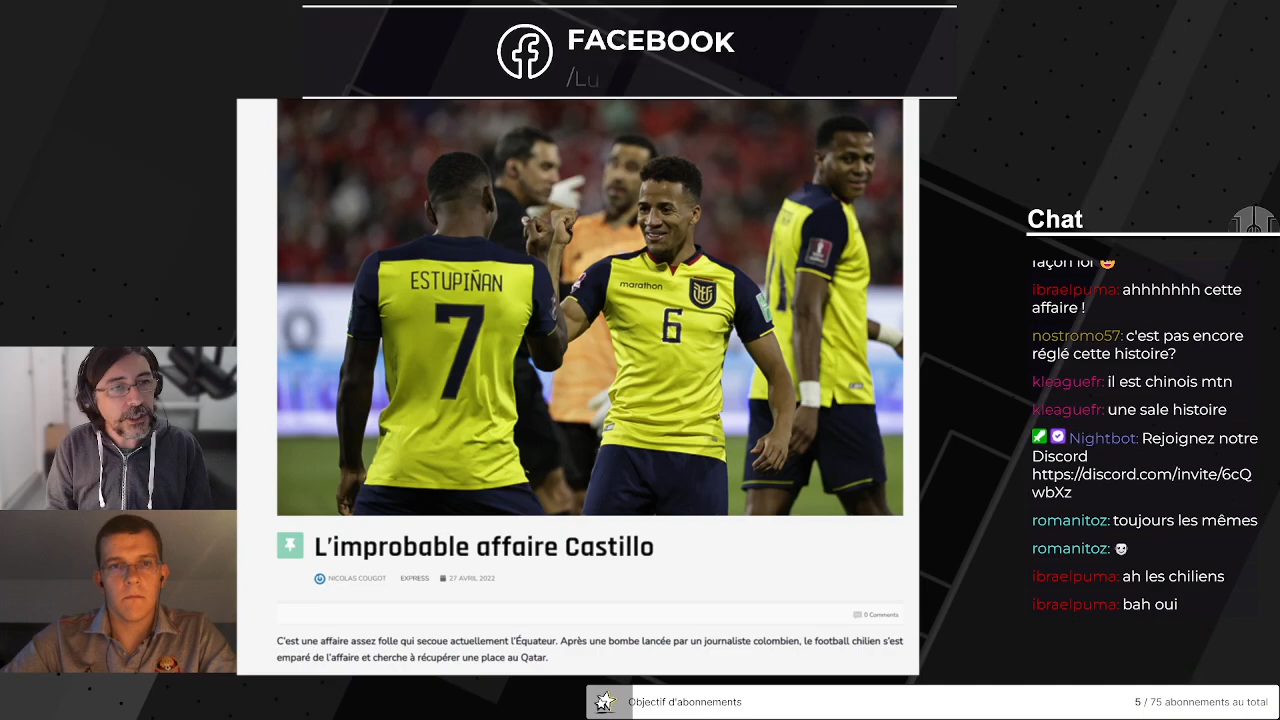 FACEBOOK
/Lu
ESTUPIÑAN
7
marathon
6
L'improbable affaire Castillo
NICOLAS COUGOT EXPRESS 27 AVRIL 2022
0 Comments
C'est une affaire assez folle qui secoue actuellement l'Équateur. Après une bombe lancée par un journaliste colombien, le football chilien s'est
emparé de l'affaire et cherche à récupérer une place au Qatar.
Chat
façon lol
ibraelpuma: ahhhhhhh cette
affaire !
nostromo57: c'est pas encore
réglé cette histoire?
kleaguefr: il est chinois mtn
kleaguefr: une sale histoire
Nightbot: Rejoignez notre
Discord
https://discord.com/invite/6cQ
wbXz
romanitoz: toujours les mêmes
romanitoz:
ibraelpuma: ah les chiliens
ibraelpuma: bah oui
Objectif d'abonnements
5 / 75 abonnements au total